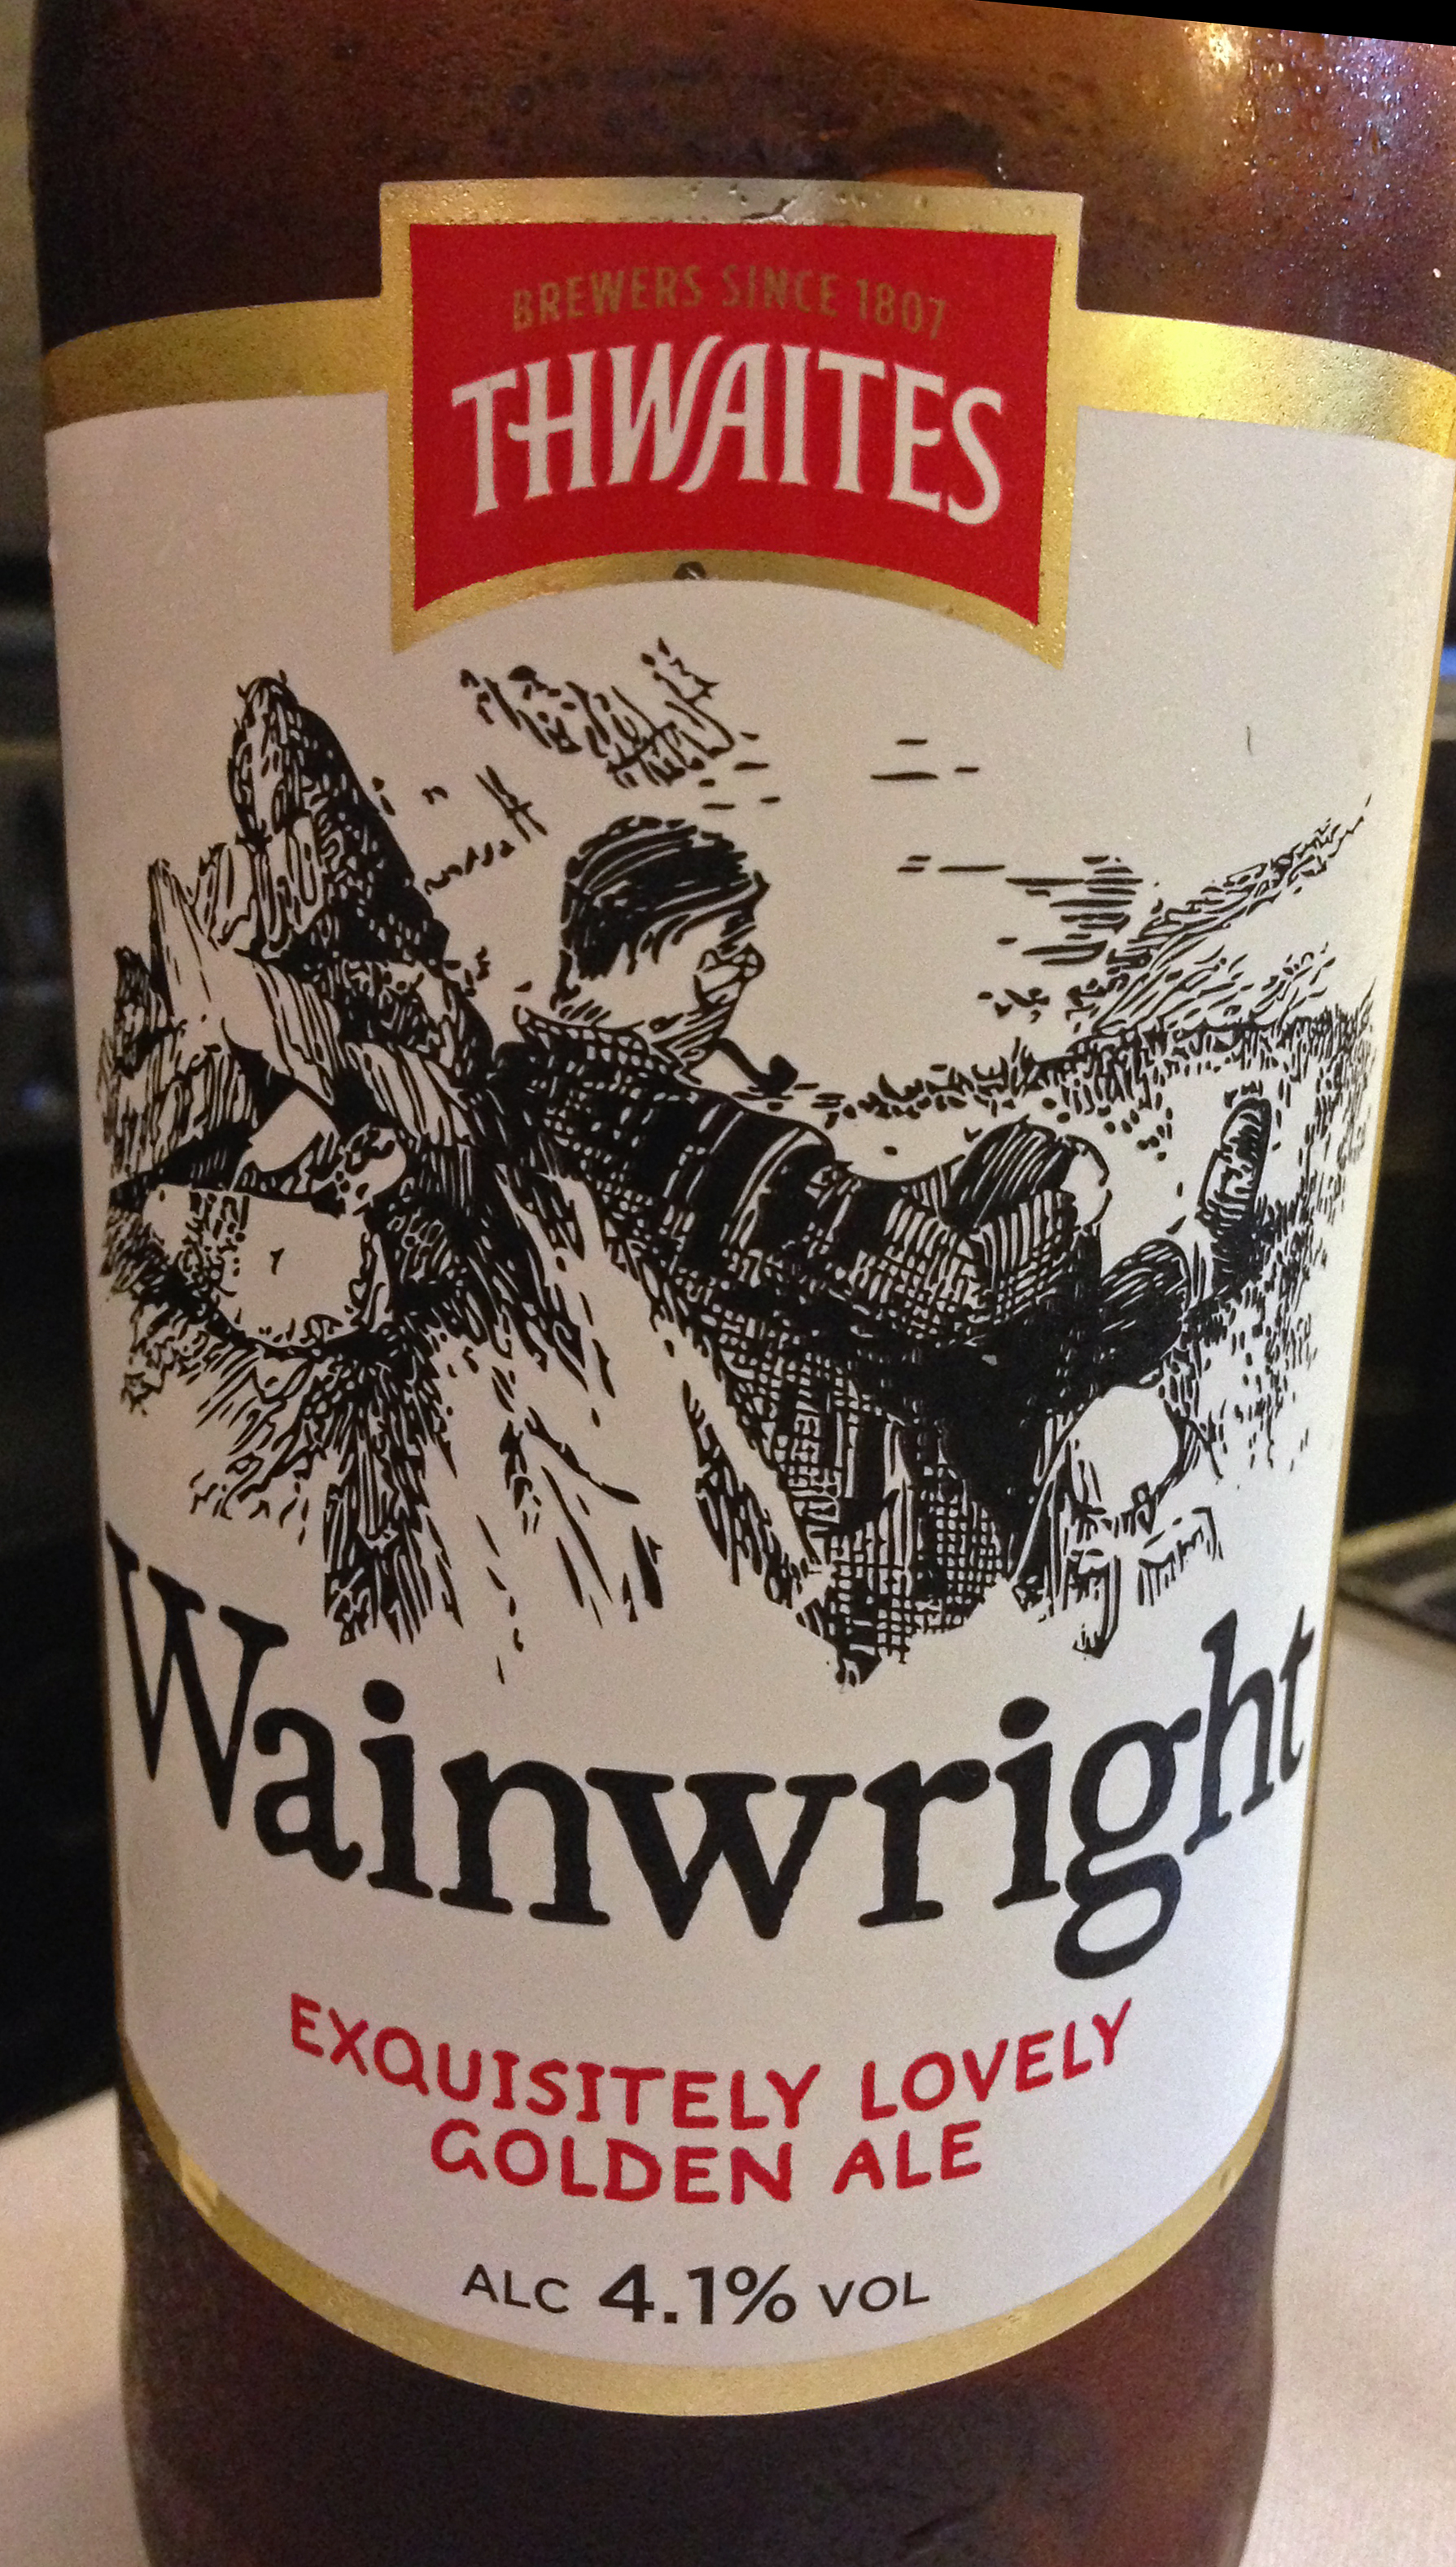 BREWERS SINCE 1807
THWAITES
Wainwright
EXQUISITELY LOVELY
GOLDEN ALE
ALC 4.1% VOL